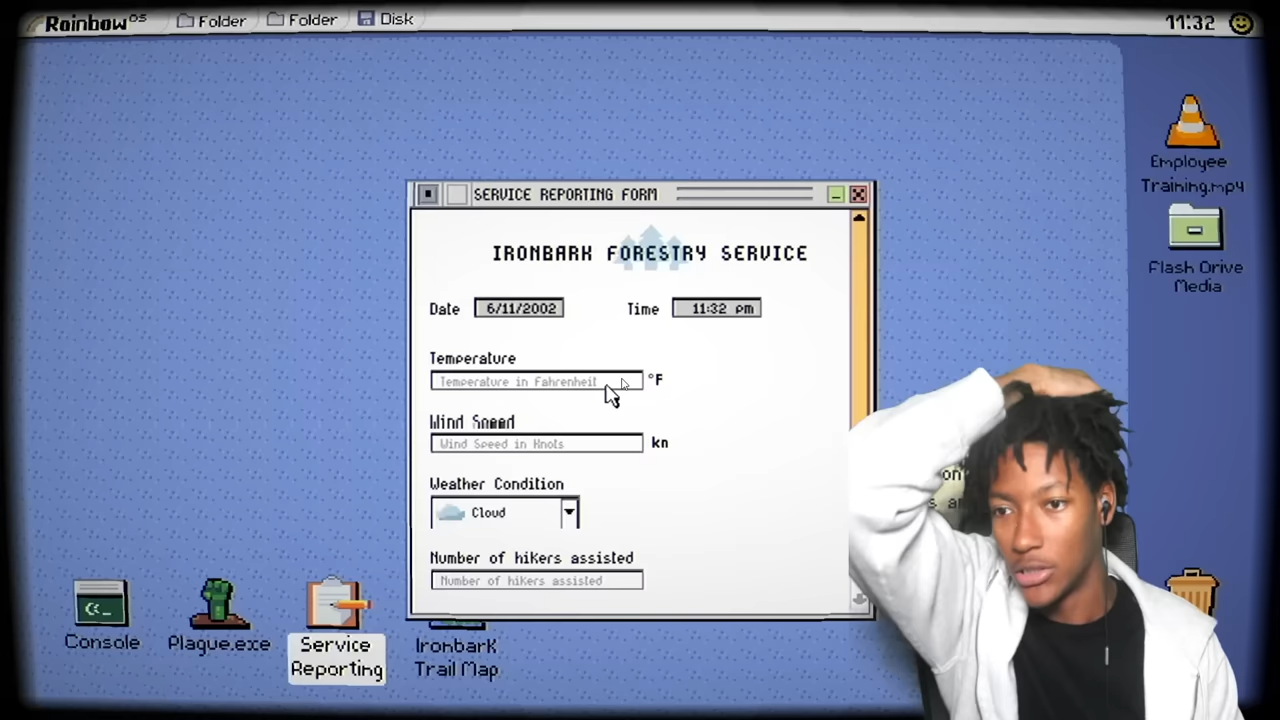 RainbowOS
Folder
Folder
Disk
11:32
Employee
Training.mp4
Flash Drive
Media
SERVICE REPORTING FORM
IRONBARK FORESTRY SERVICE
Date 6/11/2002 Time 11:32 pm
Temperature
Temperature in Fahrenheit °F
Wind Speed
Wind Speed in Knots kn
Weather Condition
Cloud
Number of hikers assisted
Number of hikers assisted
Console
Plague.exe
Service
Reporting
Ironbark
Trail Map